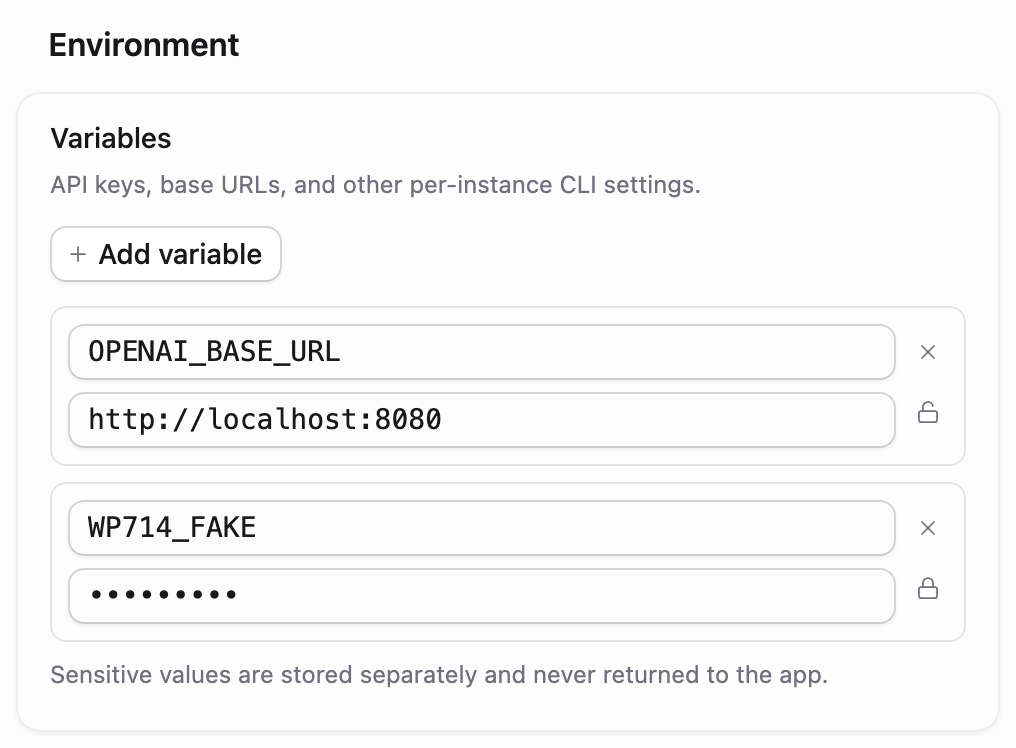 Environment
Variables
API keys, base URLs, and other per-instance CLI settings.
+ Add variable
OPENAI_BASE_URL
http://localhost:8080
WP714_FAKE
•••••••••
Sensitive values are stored separately and never returned to the app.